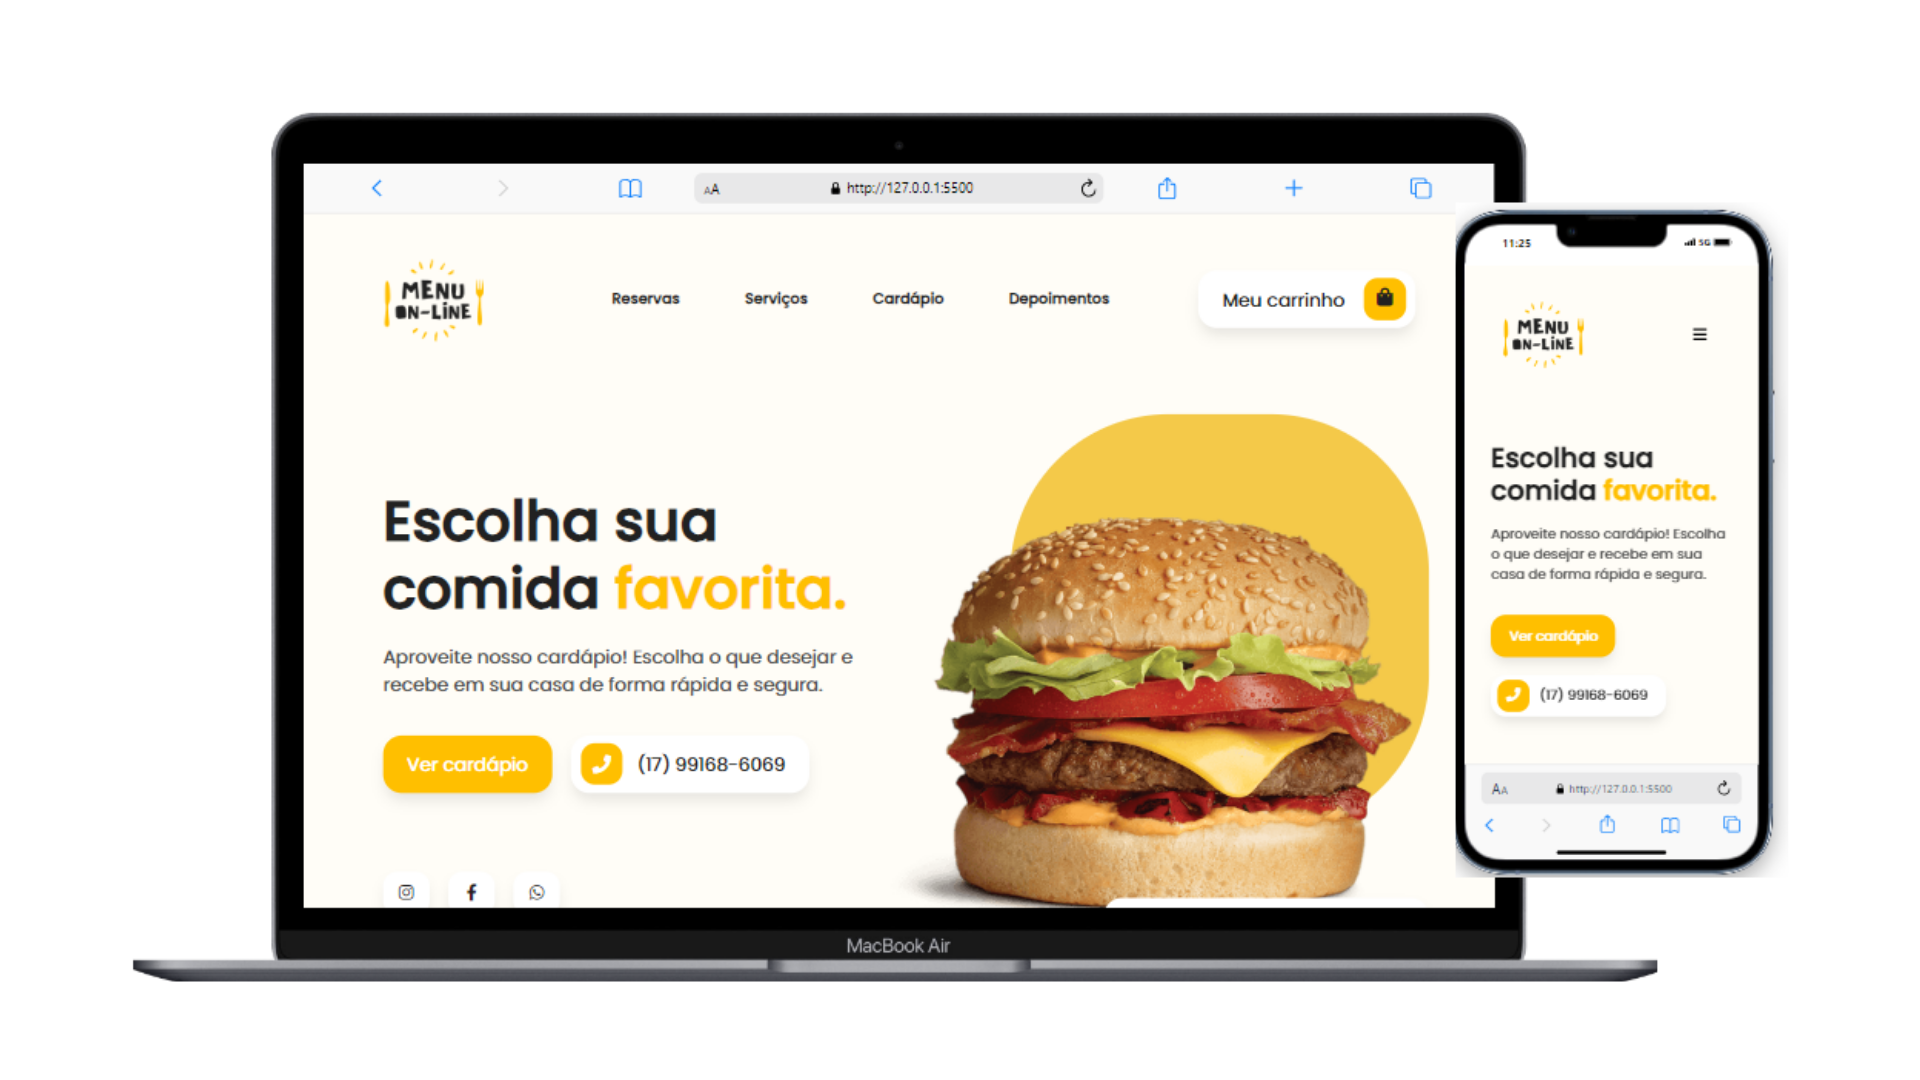 AA http://127.0.0.1:5500
MENU
ON-LINE
Reservas Serviços Cardápio Depoimentos Meu carrinho
Escolha sua
comida favorita.
Aproveite nosso cardápio! Escolha o que desejar e
recebe em sua casa de forma rápida e segura.
Ver cardápio (17) 99168-6069
MacBook Air
11:25 5G
MENU
ON-LINE
Escolha sua
comida favorita.
Aproveite nosso cardápio! Escolha
o que desejar e recebe em sua
casa de forma rápida e segura.
Ver cardápio
(17) 99168-6069
AA http://127.0.0.1:5500